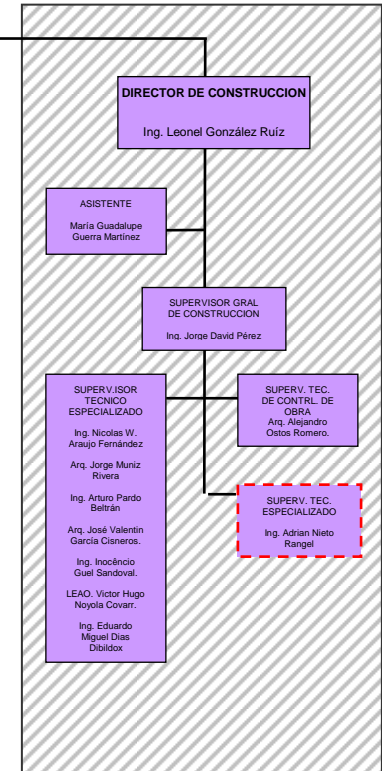 DIRECTOR DE CONSTRUCCION
Ing. Leonel González Ruíz
ASISTENTE
María Guadalupe
Guerra Martínez
SUPERVISOR GRAL
DE CONSTRUCCION
Ing. Jorge David Pérez
SUPERV.ISOR
TECNICO
ESPECIALIZADO
Ing. Nicolas W.
Araujo Fernández
Arq. Jorge Muniz
Rivera
Ing. Arturo Pardo
Beltrán
Arq. José Valentin
García Cisneros.
Ing. Inocêncio
Guel Sandoval.
LEAO. Victor Hugo
Noyola Covarr.
Ing. Eduardo
Miguel Dias
Dibildox
SUPERV. TEC.
DE CONTRL. DE
OBRA
Arq. Alejandro
Ostos Romero.
SUPERV. TEC.
ESPECIALIZADO
Ing. Adrian Nieto
Rangel